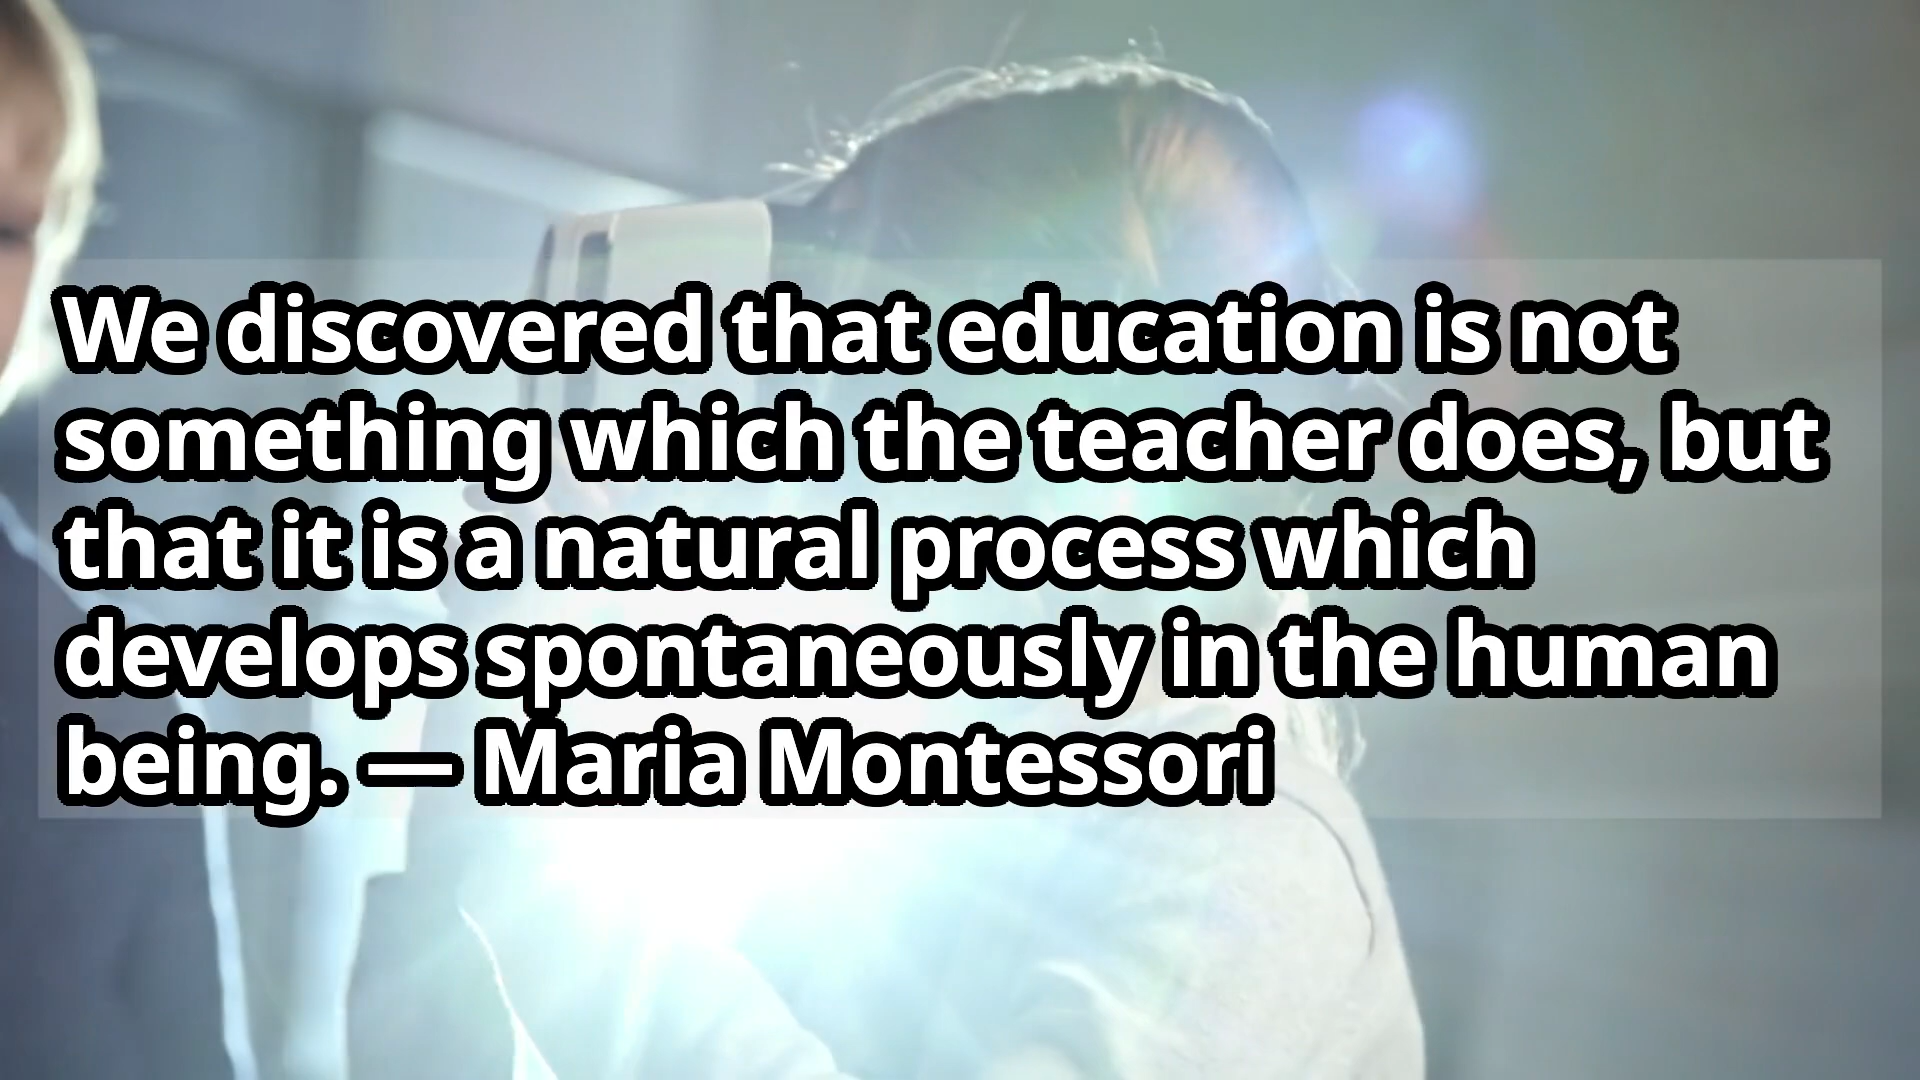 We discovered that education is not
something which the teacher does, but
that it is a natural process which
develops spontaneously in the human
being. — Maria Montessori